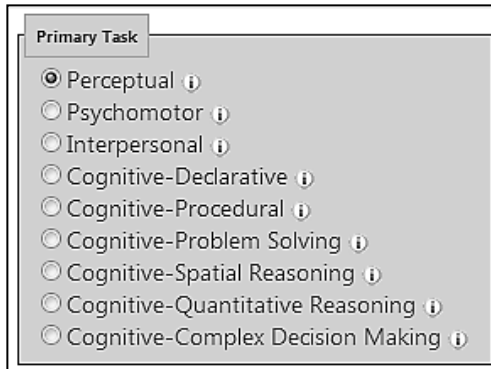 Primary Task
Perceptual i
Psychomotor i
Interpersonal i
Cognitive-Declarative i
Cognitive-Procedural i
Cognitive-Problem Solving i
Cognitive-Spatial Reasoning i
Cognitive-Quantitative Reasoning i
Cognitive-Complex Decision Making i